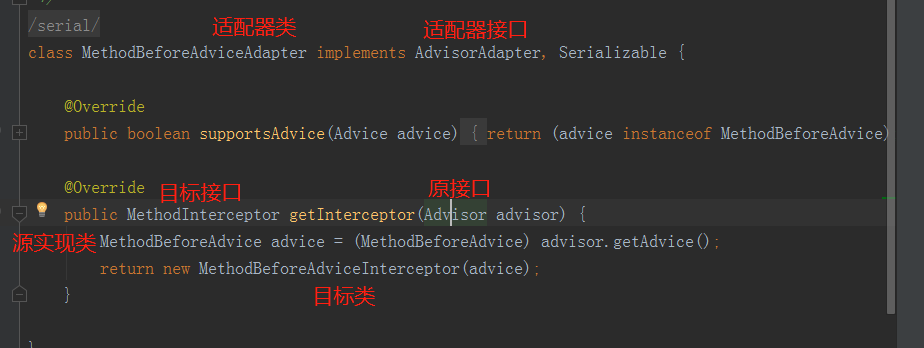 */
/serial/
适配器类 适配器接口
class MethodBeforeAdviceAdapter implements AdvisorAdapter, Serializable {
@Override
public boolean supportsAdvice(Advice advice) { return (advice instanceof MethodBeforeAdvice)
@Override
目标接口 原接口
public MethodInterceptor getInterceptor(Advisor advisor) {
源实现类 MethodBeforeAdvice advice = (MethodBeforeAdvice) advisor.getAdvice();
return new MethodBeforeAdviceInterceptor(advice);
} 目标类
}